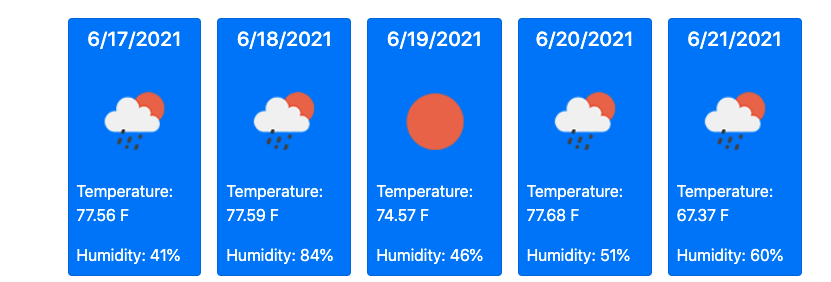 6/17/2021
Temperature:
77.56 F
Humidity: 41%
6/18/2021
Temperature:
77.59 F
Humidity: 84%
6/19/2021
Temperature:
74.57 F
Humidity: 46%
6/20/2021
Temperature:
77.68 F
Humidity: 51%
6/21/2021
Temperature:
67.37 F
Humidity: 60%